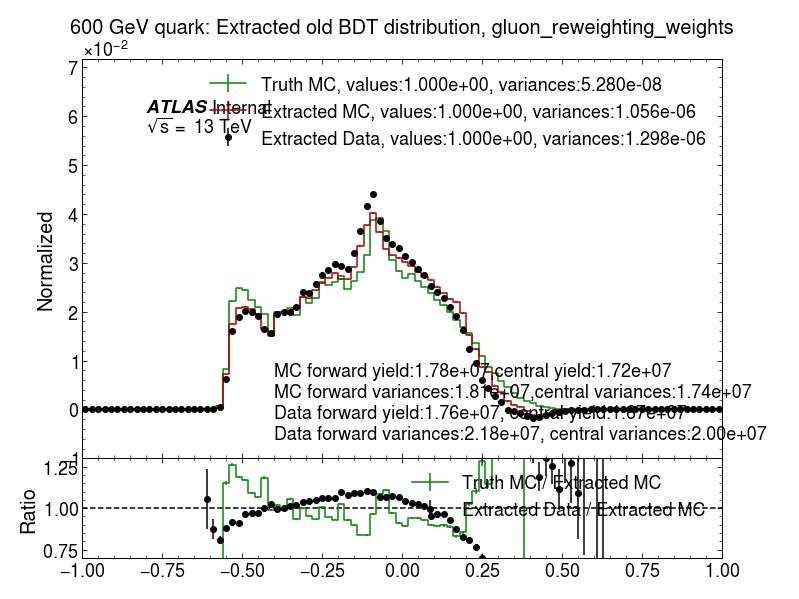 600 GeV quark: Extracted old BDT distribution, gluon_reweighting_weights
×10⁻²
Truth MC, values:1.000e+00, variances:5.280e-08
ATLAS Internal
Extracted MC, values:1.000e+00, variances:1.056e-06
√s = 13 TeV
Extracted Data, values:1.000e+00, variances:1.298e-06
7
6
5
4
3
2
1
0
1
Normalized
MC forward yield:1.78e+07, central yield:1.72e+07
MC forward variances:1.81e+07, central variances:1.74e+07
Data forward yield:1.76e+07, central yield:1.67e+07
Data forward variances:2.18e+07, central variances:2.00e+07
1.25
1.00
0.75
Ratio
Truth MC / Extracted MC
Extracted Data / Extracted MC
−1.00 −0.75 −0.50 −0.25 0.00 0.25 0.50 0.75 1.00